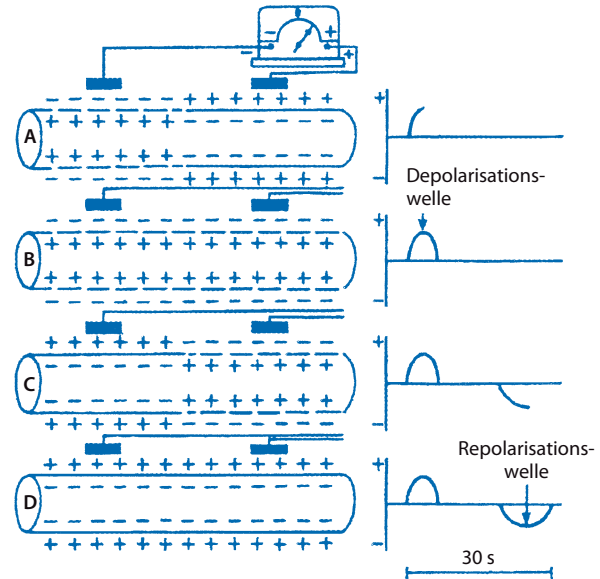 − +
− +
− − − − − − + + + + + + + +
A + + + + + + − − − − − − +
+ + + + + + − − − − − −
− − − − − − + + + + + + + −
Depolarisations-
welle
− − − − − − − − − − − − − +
B + + + + + + + + + + + +
+ + + + + + + + + + + +
− − − − − − − − − − − − − −
+ + + + + + − − − − − − − +
C − − − − − − + + + + + +
− − − − − − + + + + + +
+ + + + + + − − − − − − − −
Repolarisations-
welle
+ + + + + + + + + + + + + +
D − − − − − − − − − − − −
− − − − − − − − − − − −
+ + + + + + + + + + + + + −
30 s